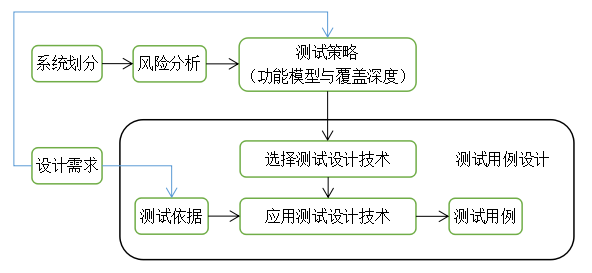 系统划分
风险分析
测试策略
（功能模型与覆盖深度）
设计需求
选择测试设计技术
测试用例设计
测试依据
应用测试设计技术
测试用例